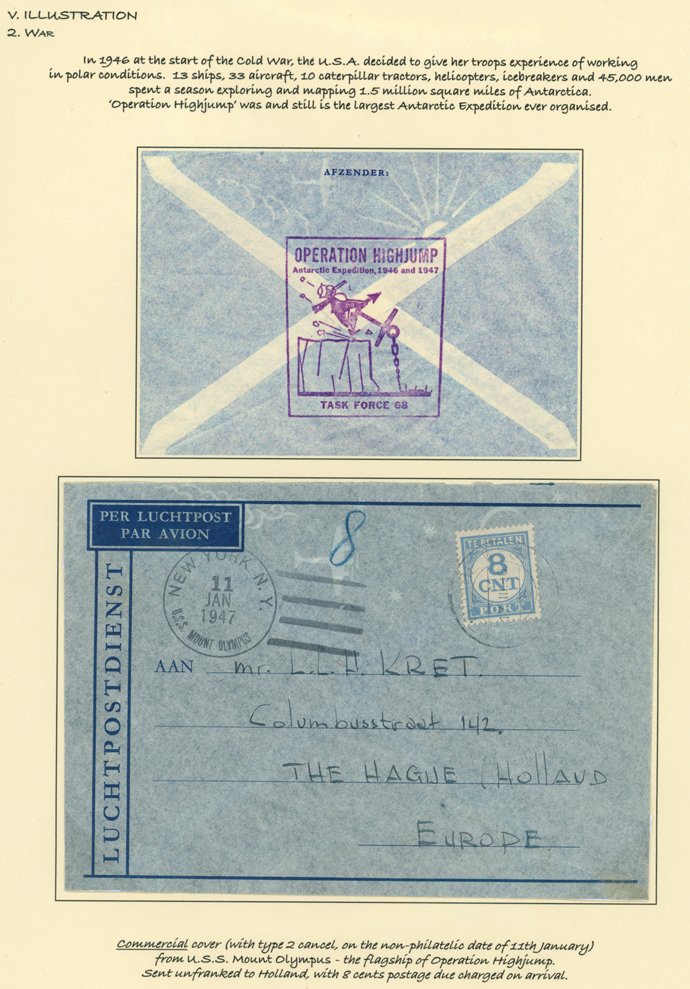 V. ILLUSTRATION
2. WAR
In 1946 at the start of the Cold War, the U.S.A. decided to give her troops experience of working
in polar conditions. 13 ships, 33 aircraft, 10 caterpillar tractors, helicopters, icebreakers and 45,000 men
spent a season exploring and mapping 1.5 million square miles of Antarctica.
'Operation Highjump' was and still is the largest Antarctic Expedition ever organised.
AFZENDER:
OPERATION HIGHJUMP
Antarctic Expedition, 1946 and 1947
TASK FORCE 68
PER LUCHTPOST
PAR AVION
8
TE BETALEN
8
CNT
PORT
NEW YORK N.Y.
11
JAN
1947
U.S.S. MOUNT OLYMPUS
LUCHTPOSTDIENST
AAN mr. L.L.H. KRET.
Columbusstraat 142.
THE HAGUE (Holland
EUROPE.
Commercial cover (with type 2 cancel, on the non-philatelic date of 11th January)
from U.S.S. Mount Olympus - the flagship of Operation Highjump.
Sent unfranked to Holland, with 8 cents postage due charged on arrival.